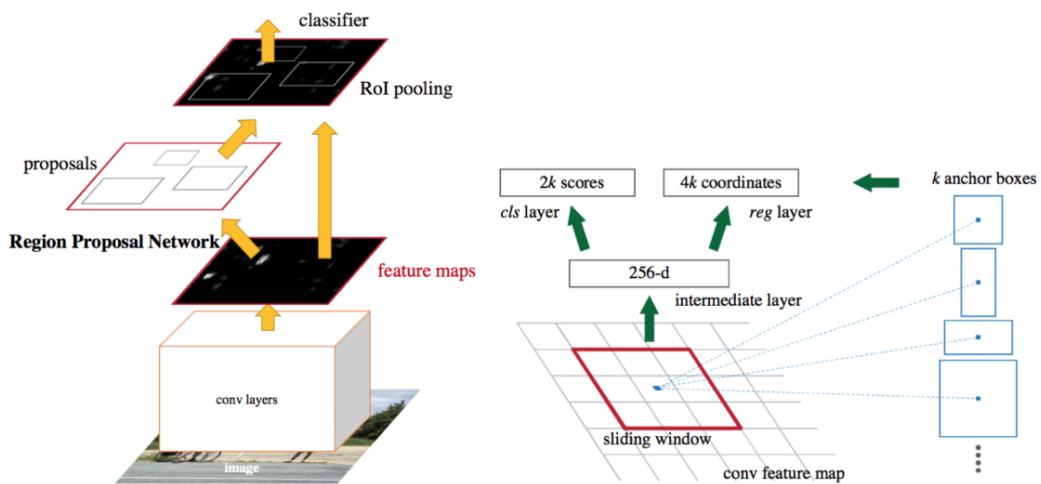 classifier
RoI pooling
proposals
Region Proposal Network
feature maps
conv layers
image
2k scores
4k coordinates
k anchor boxes
cls layer
reg layer
256-d
intermediate layer
sliding window
conv feature map